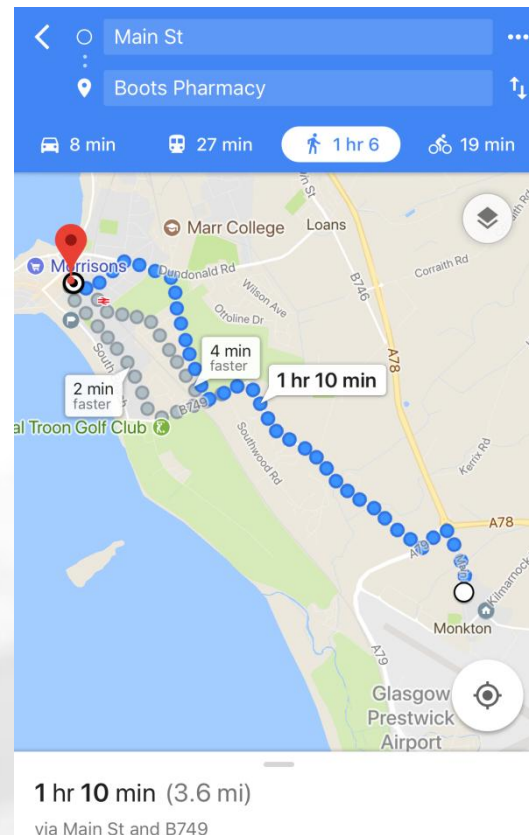 Main St
Boots Pharmacy
8 min
27 min
1 hr 6
19 min
Marr College
Loans
Morrisons
Dundonald Rd
Corraith Rd
Wilson Ave
B746
Ottoline Dr
A78
4 min
faster
1 hr 10 min
2 min
faster
South
B749
al Troon Golf Club
Southwood Rd
Kerrix Rd
A78
A79
Kilmarnock
Monkton
A79
Glasgow
Prestwick
Airport
1 hr 10 min (3.6 mi)
via Main St and B749